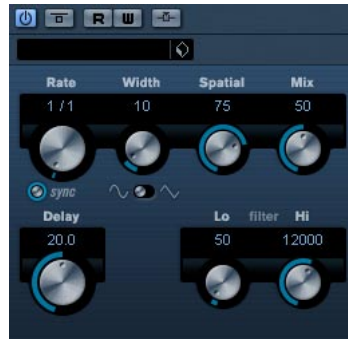 R W
Rate Width Spatial Mix
1 / 1 10 75 50
sync
Delay Lo filter Hi
20.0 50 12000